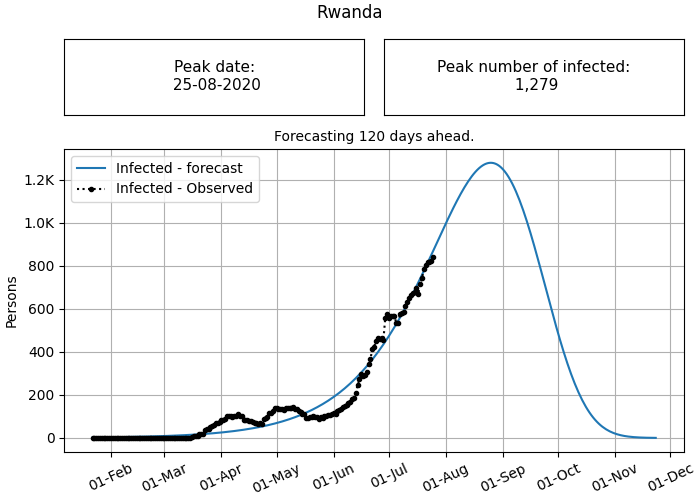 Rwanda
Peak date:
25-08-2020
Peak number of infected:
1,279
Forecasting 120 days ahead.
Infected - forecast
Infected - Observed
1.2K
1.0K
800
600
400
200
0
Persons
01-Feb
01-Mar
01-Apr
01-May
01-Jun
01-Jul
01-Aug
01-Sep
01-Oct
01-Nov
01-Dec